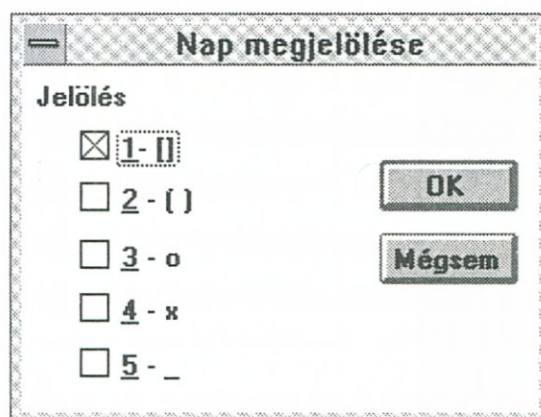 Nap megjelölése
Jelölés
1- []
2 - ( )
3 - o
4 - x
5 - _
OK
Mégsem